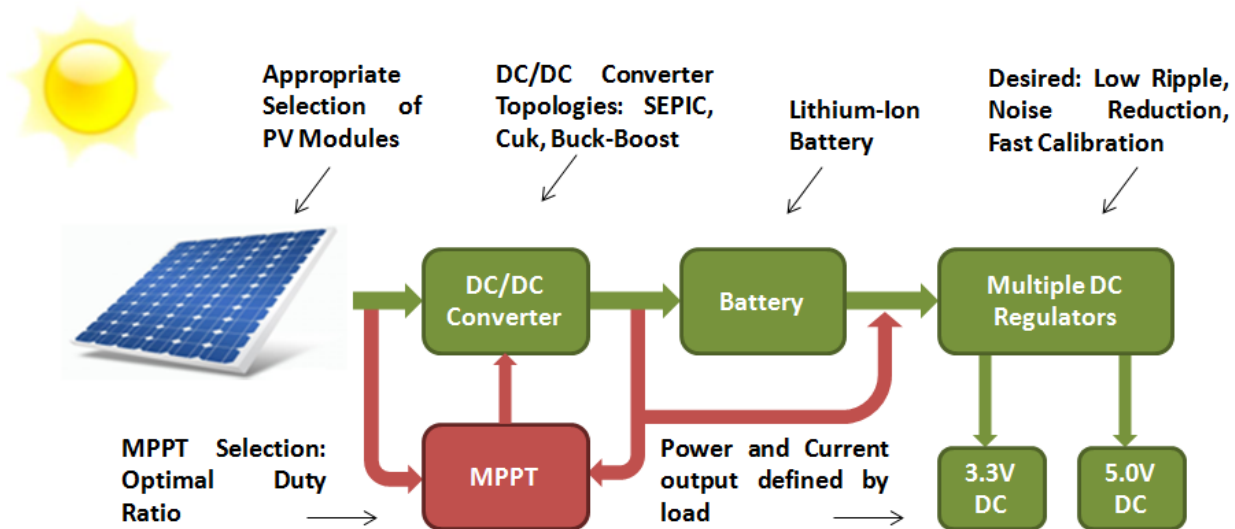 Appropriate
Selection of
PV Modules
DC/DC Converter
Topologies: SEPIC,
Cuk, Buck-Boost
Lithium-Ion
Battery
Desired: Low Ripple,
Noise Reduction,
Fast Calibration
DC/DC
Converter
Battery
Multiple DC
Regulators
MPPT Selection:
Optimal Duty
Ratio
MPPT
Power and Current
output defined by
load
3.3V
DC
5.0V
DC